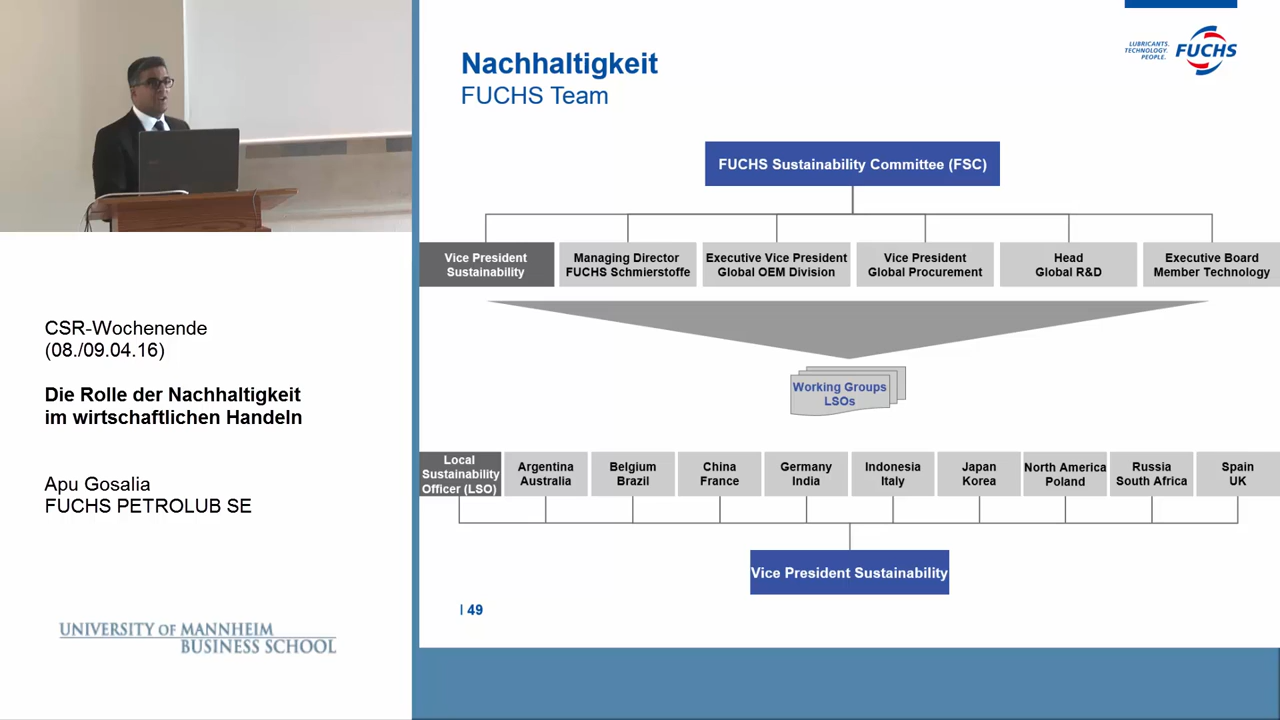 LUBRICANTS.
TECHNOLOGY.
PEOPLE.
FUCHS
Nachhaltigkeit
FUCHS Team
FUCHS Sustainability Committee (FSC)
Vice President
Sustainability
Managing Director
FUCHS Schmierstoffe
Executive Vice President
Global OEM Division
Vice President
Global Procurement
Head
Global R&D
Executive Board
Member Technology
Working Groups
LSOs
Local
Sustainability
Officer (LSO)
Argentina
Australia
Belgium
Brazil
China
France
Germany
India
Indonesia
Italy
Japan
Korea
North America
Poland
Russia
South Africa
Spain
UK
Vice President Sustainability
| 49
CSR-Wochenende
(08./09.04.16)
Die Rolle der Nachhaltigkeit
im wirtschaftlichen Handeln
Apu Gosalia
FUCHS PETROLUB SE
UNIVERSITY OF MANNHEIM
BUSINESS SCHOOL